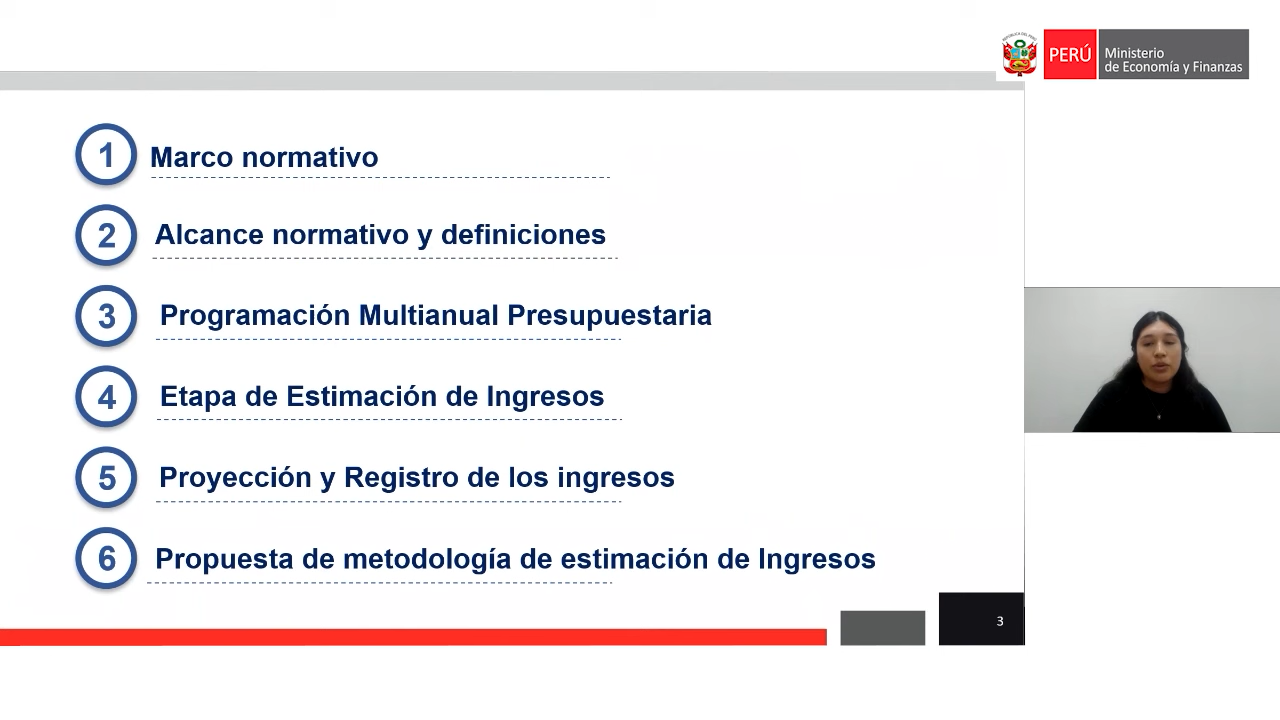 PERÚ
Ministerio
de Economía y Finanzas
1 Marco normativo
2 Alcance normativo y definiciones
3 Programación Multianual Presupuestaria
4 Etapa de Estimación de Ingresos
5 Proyección y Registro de los ingresos
6 Propuesta de metodología de estimación de Ingresos
3